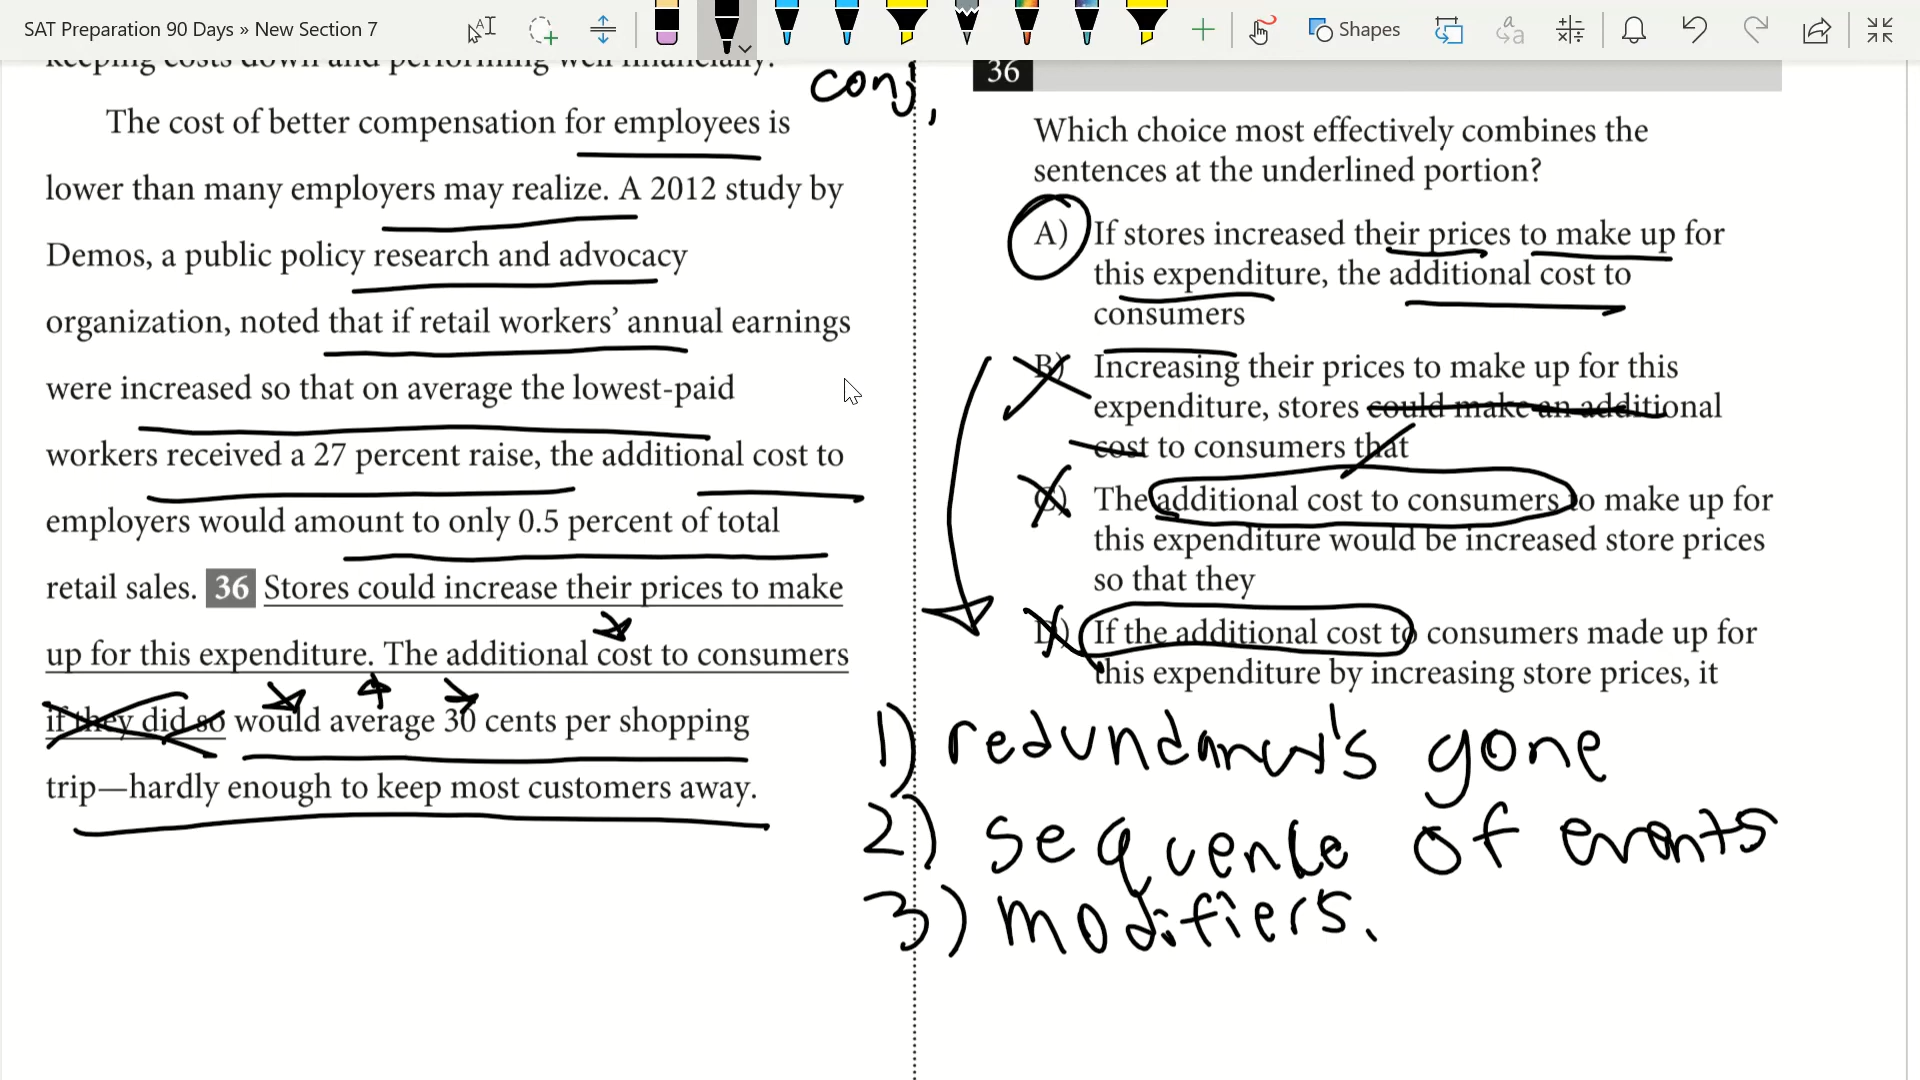 SAT Preparation 90 Days » New Section 7
Shapes
keeping costs down and performing well financially.
conj,
The cost of better compensation for employees is
lower than many employers may realize. A 2012 study by
Demos, a public policy research and advocacy
organization, noted that if retail workers’ annual earnings
were increased so that on average the lowest-paid
workers received a 27 percent raise, the additional cost to
employers would amount to only 0.5 percent of total
retail sales. 36 Stores could increase their prices to make
up for this expenditure. The additional cost to consumers
if they did so would average 30 cents per shopping
trip—hardly enough to keep most customers away.
36
Which choice most effectively combines the
sentences at the underlined portion?
A) If stores increased their prices to make up for
this expenditure, the additional cost to
consumers
B) Increasing their prices to make up for this
expenditure, stores could make an additional
cost to consumers that
C) The additional cost to consumers to make up for
this expenditure would be increased store prices
so that they
D) If the additional cost to consumers made up for
this expenditure by increasing store prices, it
1) gone
2) sequence of events
3) modifiers.